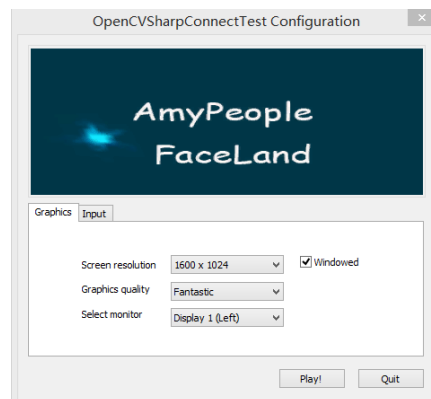 OpenCVSharpConnectTest Configuration
AmyPeople
FaceLand
Graphics Input
Screen resolution 1600 x 1024 Windowed
Graphics quality Fantastic
Select monitor Display 1 (Left)
Play! Quit